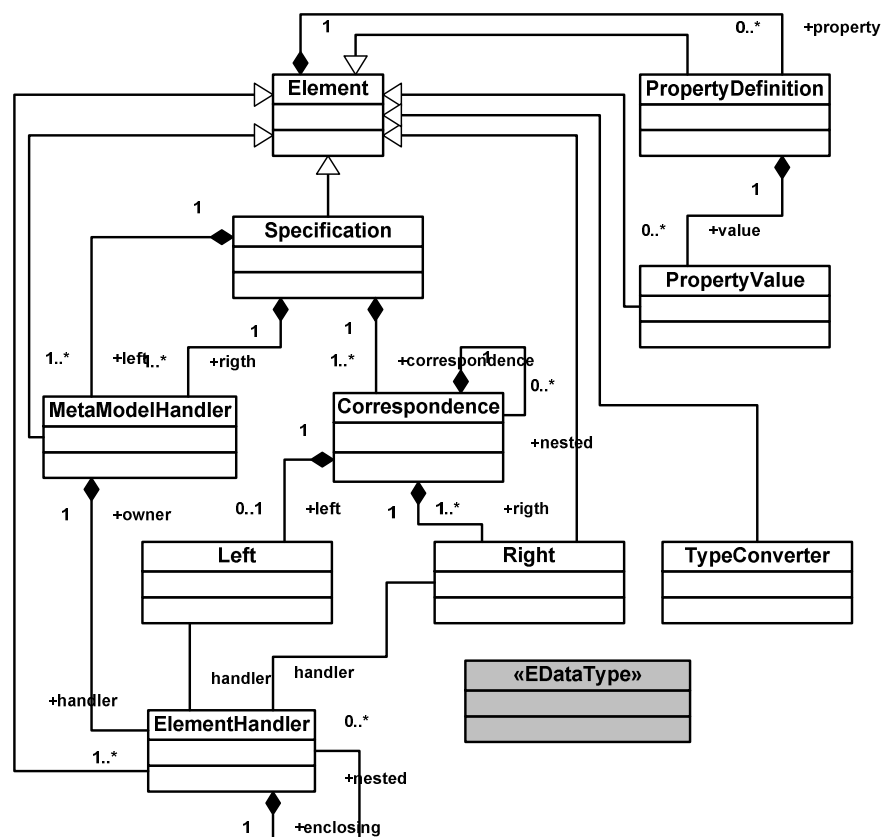 1
0..*
+property
Element
PropertyDefinition
1
1
0..*
+value
Specification
PropertyValue
1
1
1..*
+left
1..*
+rigth
1..*
+correspondence
1
0..*
MetaModelHandler
Correspondence
1
+nested
1
+owner
0..1
+left
1
1..*
+rigth
Left
Right
TypeConverter
handler
handler
«EDataType»
+handler
ElementHandler
0..*
1..*
+nested
1
+enclosing